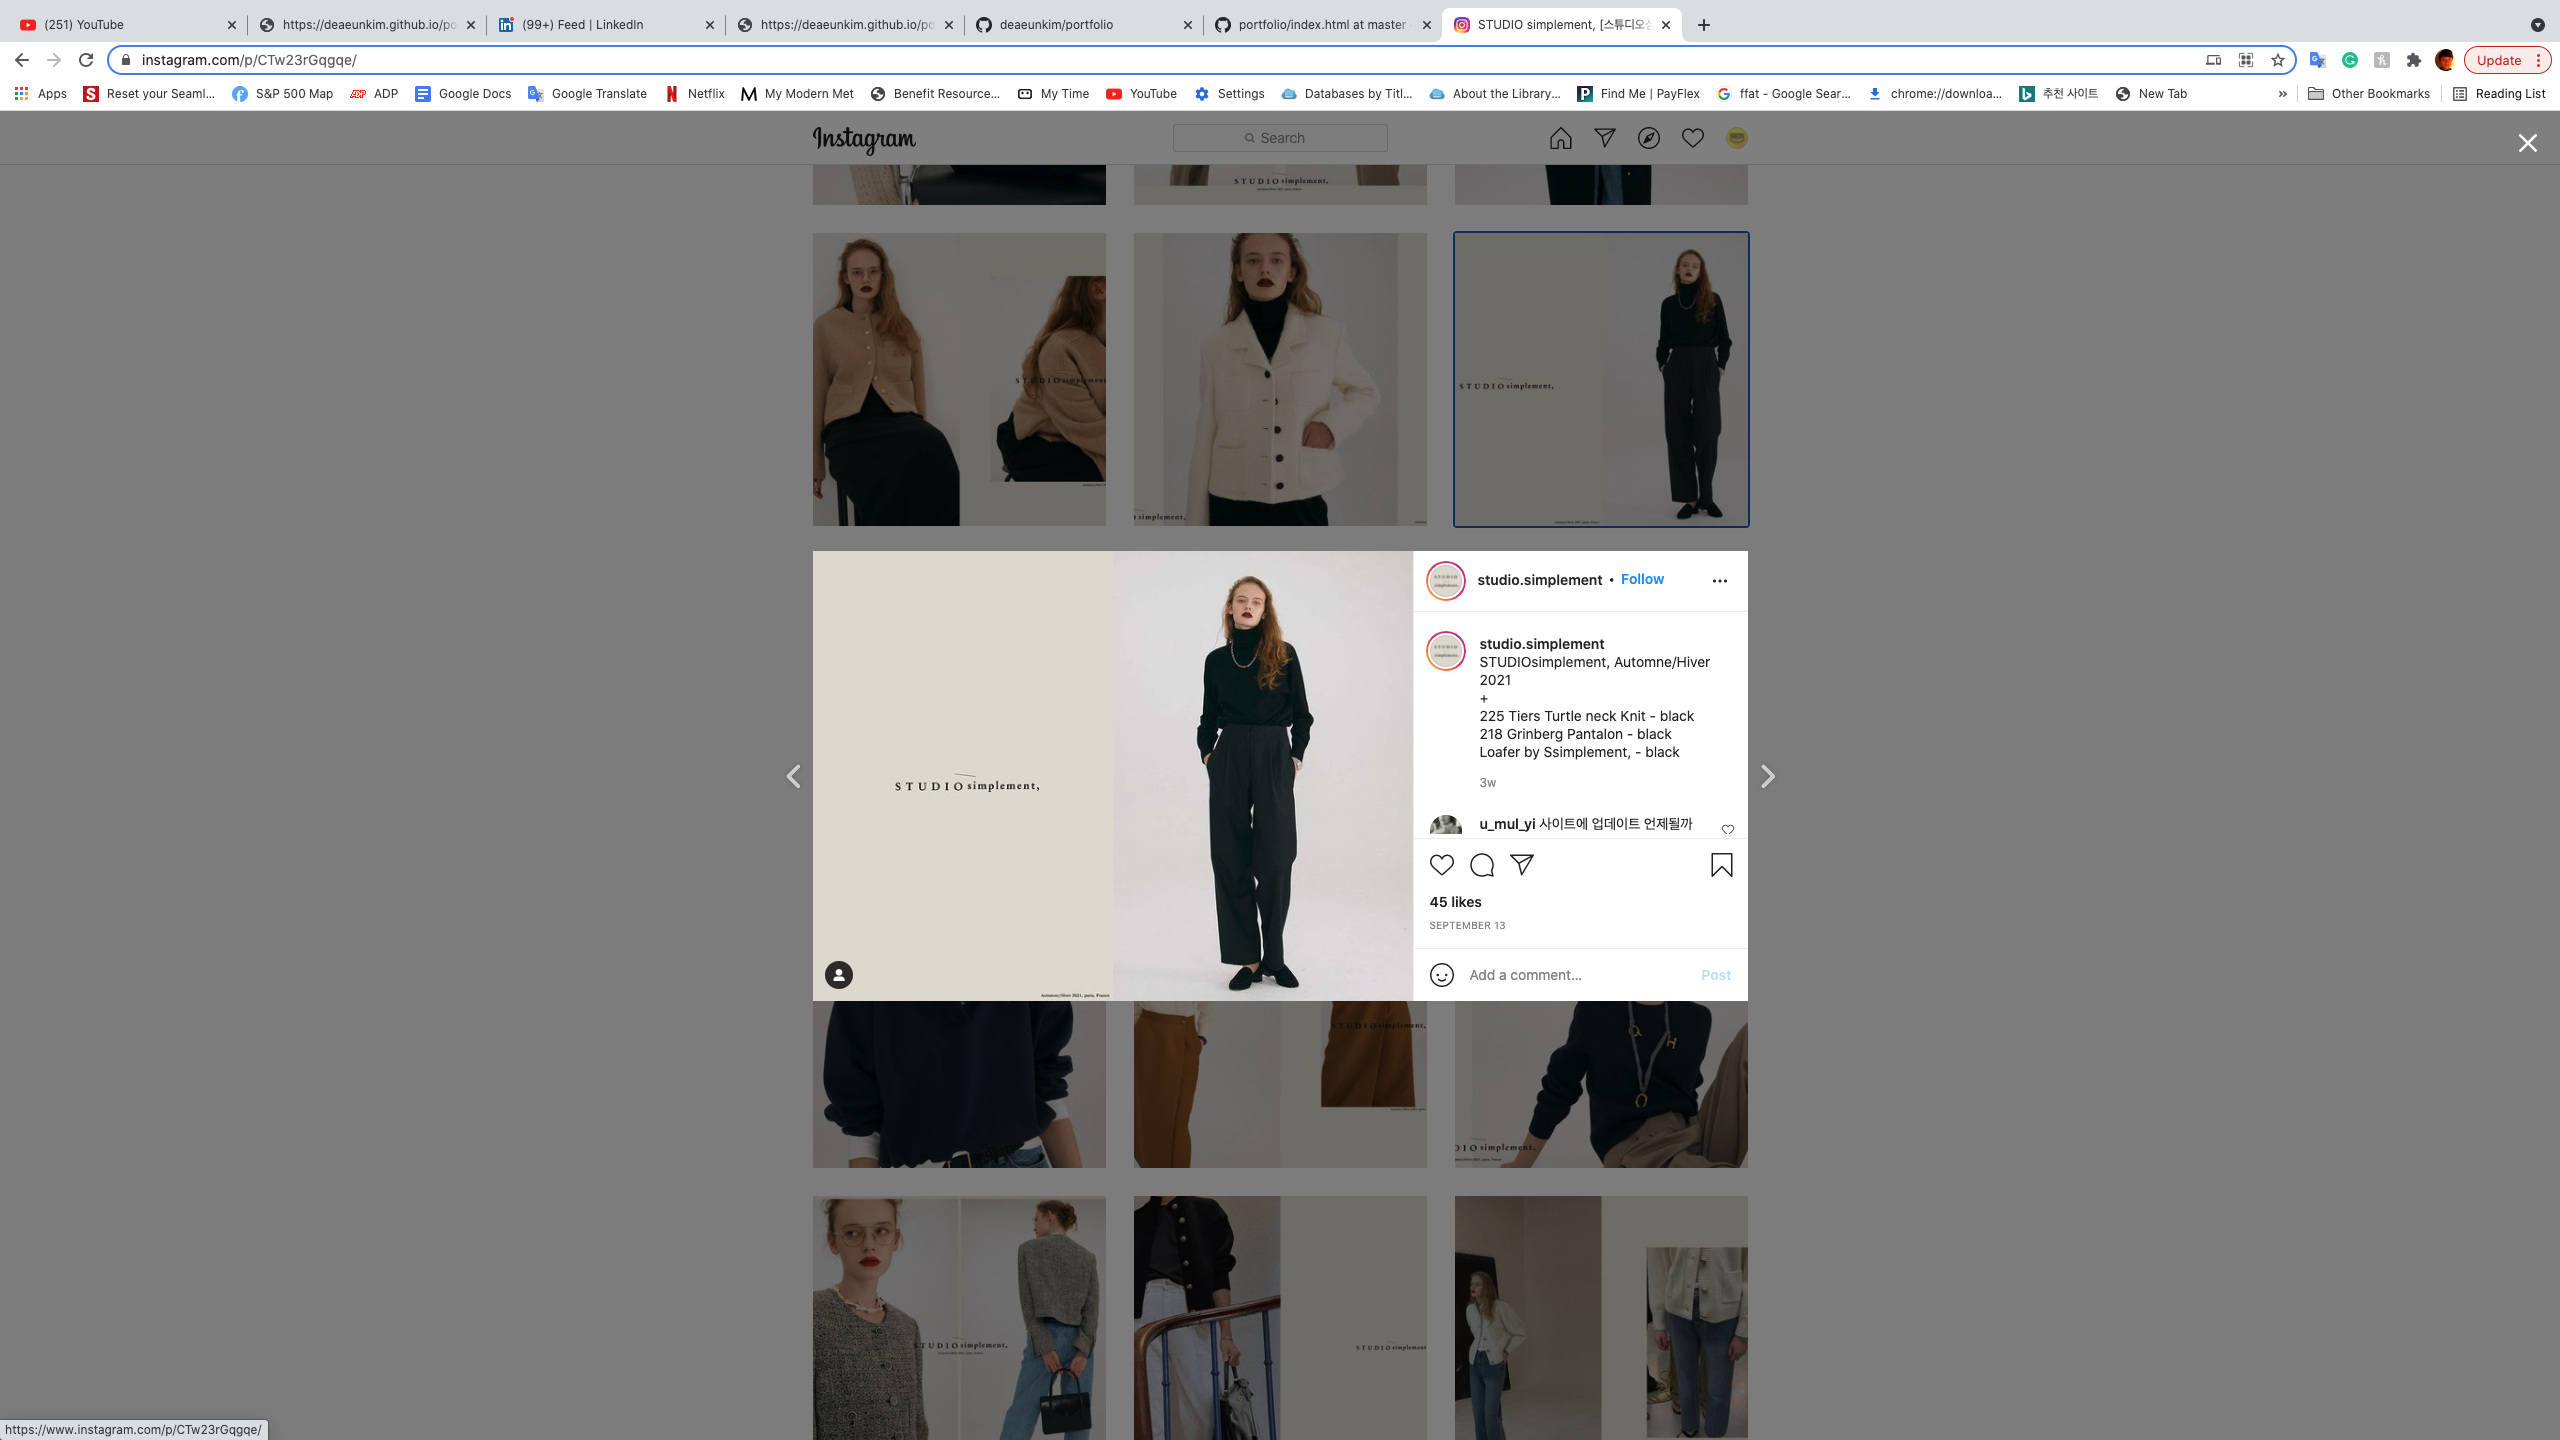 (251) YouTube
https://deaeunkim.github.io/po
(99+) Feed | LinkedIn
https://deaeunkim.github.io/po
deaeunkim/portfolio
portfolio/index.html at master
STUDIO simplement, [스튜디오심
instagram.com/p/CTw23rGqgqe/
Update
Apps
Reset your Seaml...
S&P 500 Map
ADP
Google Docs
Google Translate
Netflix
My Modern Met
Benefit Resource...
My Time
YouTube
Settings
Databases by Titl...
About the Library...
Find Me | PayFlex
ffat - Google Sear...
chrome://downloa...
추천 사이트
New Tab
»
Other Bookmarks
Reading List
Instagram
Search
STUDIO simplement,
STUDIO simplement
simplement,
STUDIO simplement,
studio.simplement • Follow
STUDIO simplement,
Automne/Hiver 2021, paris, France
studio.simplement
STUDIOsimplement, Automne/Hiver
2021
+
225 Tiers Turtle neck Knit - black
218 Grinberg Pantalon - black
Loafer by Ssimplement, - black
3w
u_mul_yi 사이트에 업데이트 언제될까
45 likes
SEPTEMBER 13
Add a comment...
Post
STUDIO simplement,
DIO simplement,
STUDIO simplement,
STUDIO simplement
https://www.instagram.com/p/CTw23rGqgqe/